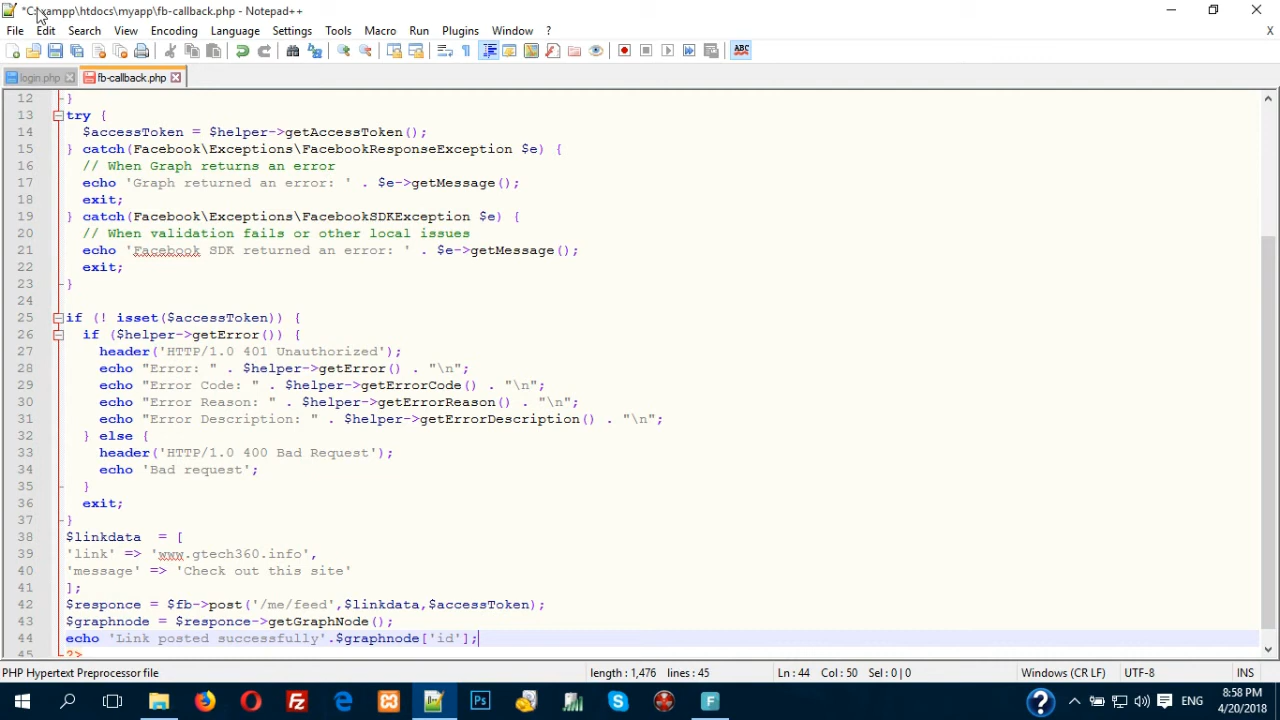 *C:\xampp\htdocs\myapp\fb-callback.php - Notepad++
File Edit Search View Encoding Language Settings Tools Macro Run Plugins Window ? X
ABC
login.php fb-callback.php
12 }
13 try {
14 $accessToken = $helper->getAccessToken();
15 } catch(Facebook\Exceptions\FacebookResponseException $e) {
16 // When Graph returns an error
17 echo 'Graph returned an error: ' . $e->getMessage();
18 exit;
19 } catch(Facebook\Exceptions\FacebookSDKException $e) {
20 // When validation fails or other local issues
21 echo 'Facebook SDK returned an error: ' . $e->getMessage();
22 exit;
23 }
24
25 if (! isset($accessToken)) {
26 if ($helper->getError()) {
27 header('HTTP/1.0 401 Unauthorized');
28 echo "Error: " . $helper->getError() . "\n";
29 echo "Error Code: " . $helper->getErrorCode() . "\n";
30 echo "Error Reason: " . $helper->getErrorReason() . "\n";
31 echo "Error Description: " . $helper->getErrorDescription() . "\n";
32 } else {
33 header('HTTP/1.0 400 Bad Request');
34 echo 'Bad request';
35 }
36 exit;
37 }
38 $linkdata = [
39 'link' => 'www.gtech360.info',
40 'message' => 'Check out this site'
41 ];
42 $responce = $fb->post('/me/feed',$linkdata,$accessToken);
43 $graphnode = $responce->getGraphNode();
44 echo 'Link posted successfully'.$graphnode['id'];
45 ?>
PHP Hypertext Preprocessor file length : 1,476 lines : 45 Ln : 44 Col : 50 Sel : 0 | 0 Windows (CR LF) UTF-8 INS
ENG 8:58 PM
4/20/2018